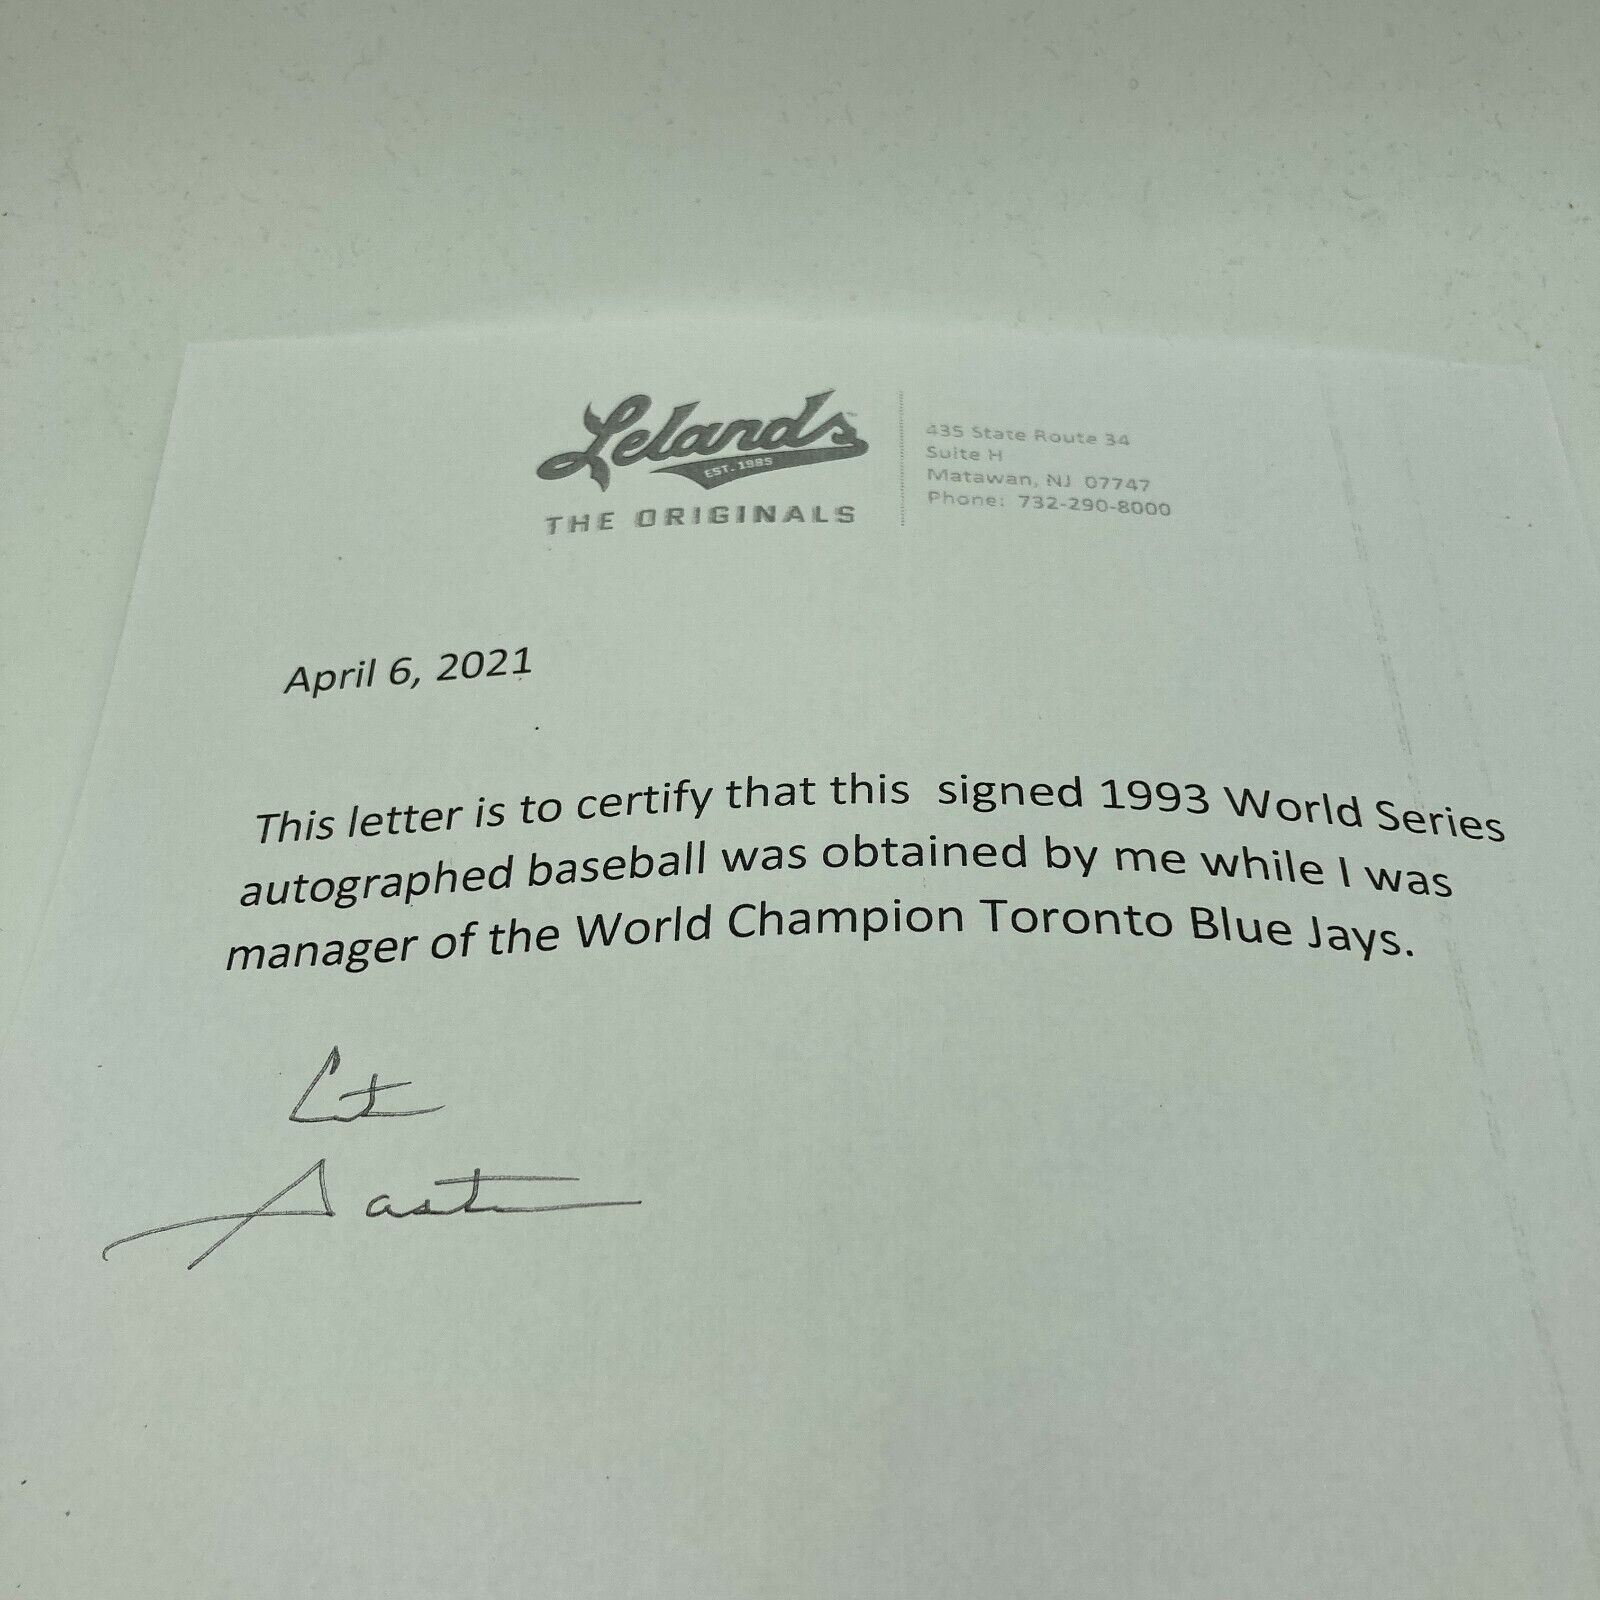 Lelands
EST. 1985
THE ORIGINALS
435 State Route 34
Suite H
Matawan, NJ 07747
Phone: 732-290-8000
April 6, 2021
This letter is to certify that this signed 1993 World Series
autographed baseball was obtained by me while I was
manager of the World Champion Toronto Blue Jays.
Cito
Gaston